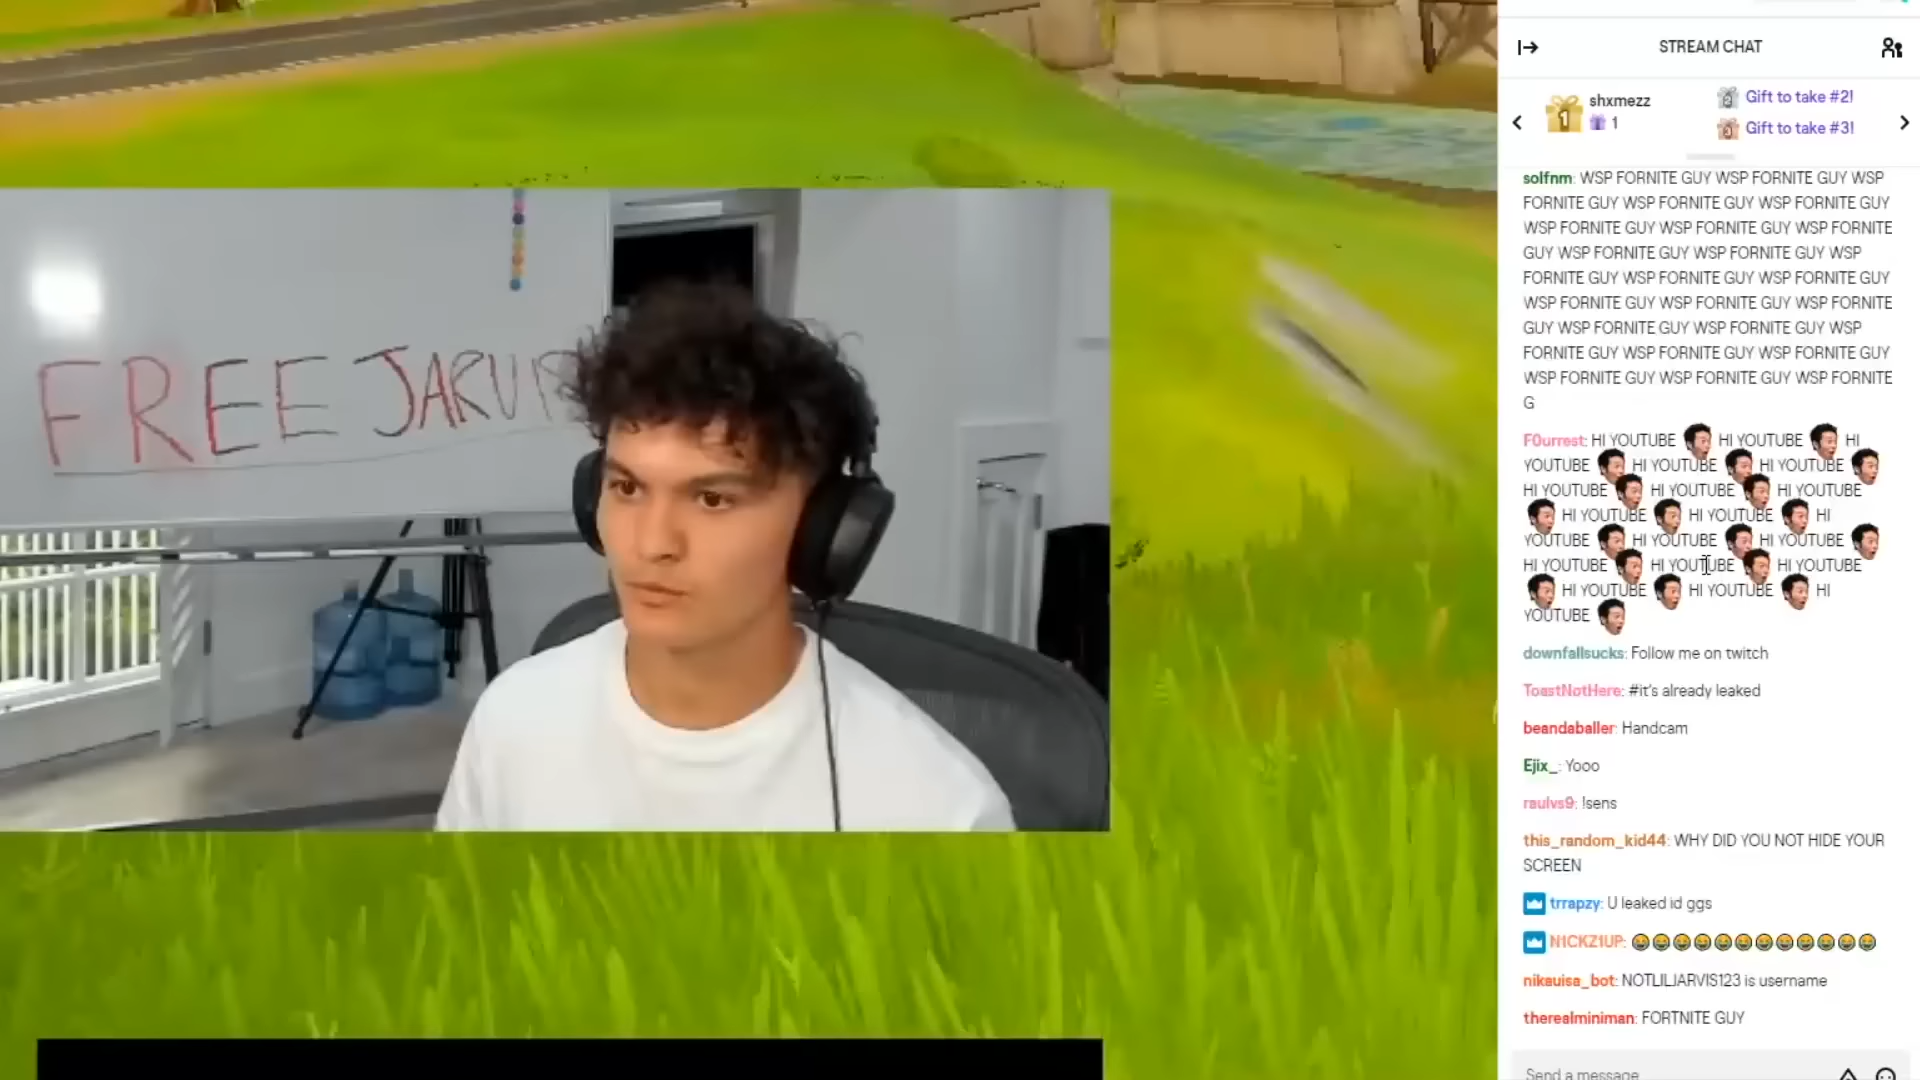 STREAM CHAT
shxmezz
1
1
2
Gift to take #2!
3
Gift to take #3!
FREE JARV
solfnm: WSP FORNITE GUY WSP FORNITE GUY WSP
FORNITE GUY WSP FORNITE GUY WSP FORNITE GUY
WSP FORNITE GUY WSP FORNITE GUY WSP FORNITE
GUY WSP FORNITE GUY WSP FORNITE GUY WSP
FORNITE GUY WSP FORNITE GUY WSP FORNITE GUY
WSP FORNITE GUY WSP FORNITE GUY WSP FORNITE
GUY WSP FORNITE GUY WSP FORNITE GUY WSP
FORNITE GUY WSP FORNITE GUY WSP FORNITE GUY
WSP FORNITE GUY WSP FORNITE GUY WSP FORNITE
G
F0urrest: HI YOUTUBE HI YOUTUBE HI
YOUTUBE HI YOUTUBE HI YOUTUBE
HI YOUTUBE HI YOUTUBE HI YOUTUBE
HI YOUTUBE HI YOUTUBE HI
YOUTUBE HI YOUTUBE HI YOUTUBE
HI YOUTUBE HI YOUTUBE HI YOUTUBE
HI YOUTUBE HI YOUTUBE HI
YOUTUBE
downfallsucks: Follow me on twitch
ToastNotHere: #it's already leaked
beandaballer: Handcam
Ejix_: Yooo
raulvs9: !sens
this_random_kid44: WHY DID YOU NOT HIDE YOUR
SCREEN
trrapzy: U leaked id ggs
N1CKZ1UP: 😂😂😂😂😂😂😂😂😂😂😂😂
nikauisa_bot: NOTLILJARVIS123 is username
therealminiman: FORTNITE GUY
Send a message